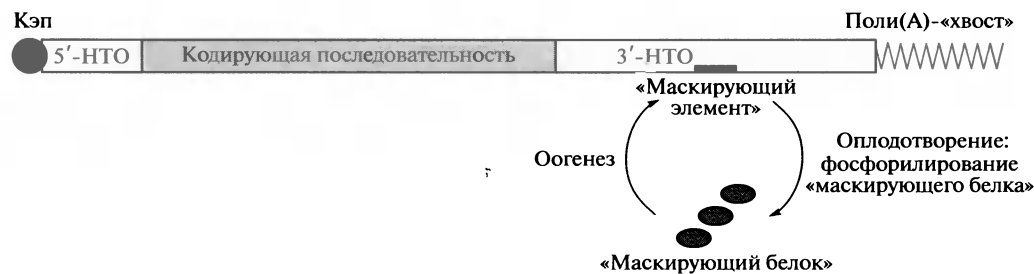 Кэп
Поли(А)-«хвост»
5′-НТО
Кодирующая последовательность
3′-НТО
«Маскирующий
элемент»
Оогенез
Оплодотворение:
фосфорилирование
«маскирующего белка»
«Маскирующий белок»